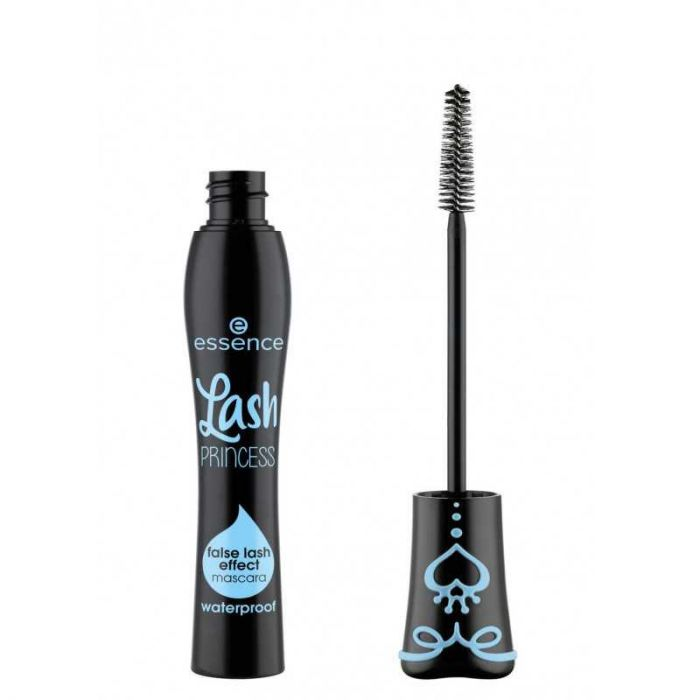 e
essence
Lash
PRINCESS
false lash
effect
mascara
waterproof